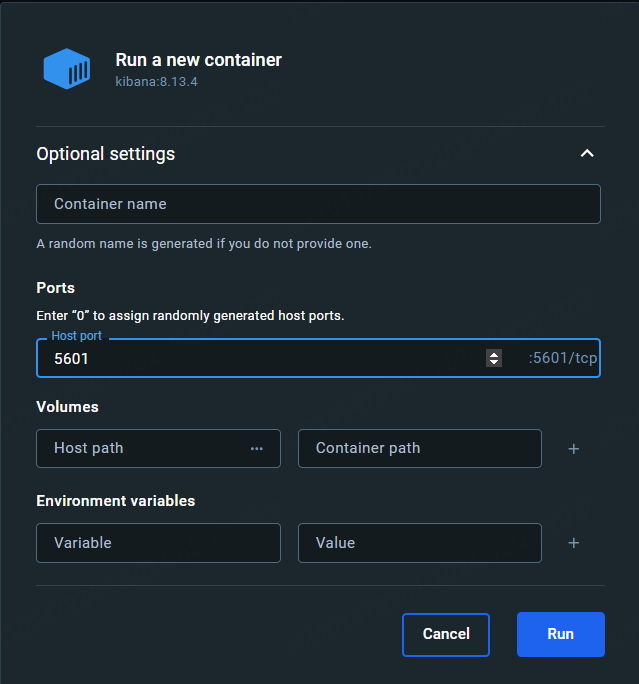 Run a new container
kibana:8.13.4
Optional settings
Container name
A random name is generated if you do not provide one.
Ports
Enter “0” to assign randomly generated host ports.
Host port
5601 :5601/tcp
Volumes
Host path ••• Container path +
Environment variables
Variable Value +
Cancel Run